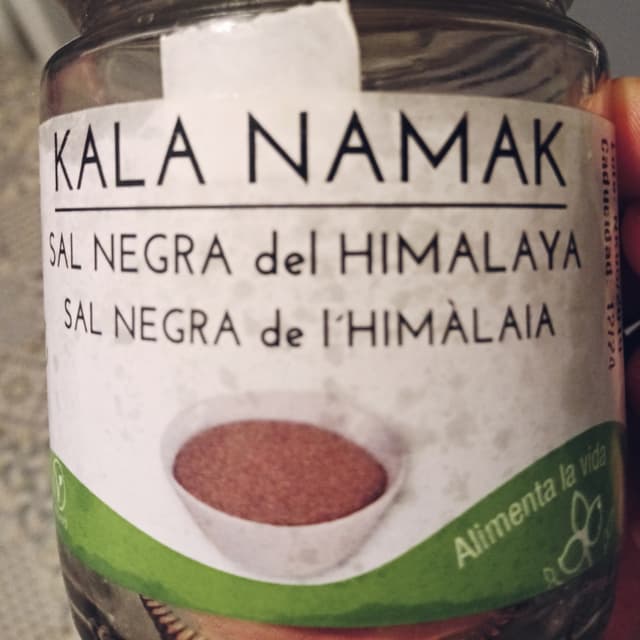 KALA NAMAK
SAL NEGRA del HIMALAYA
SAL NEGRA de l'HIMÀLAIA
Alimenta la vida